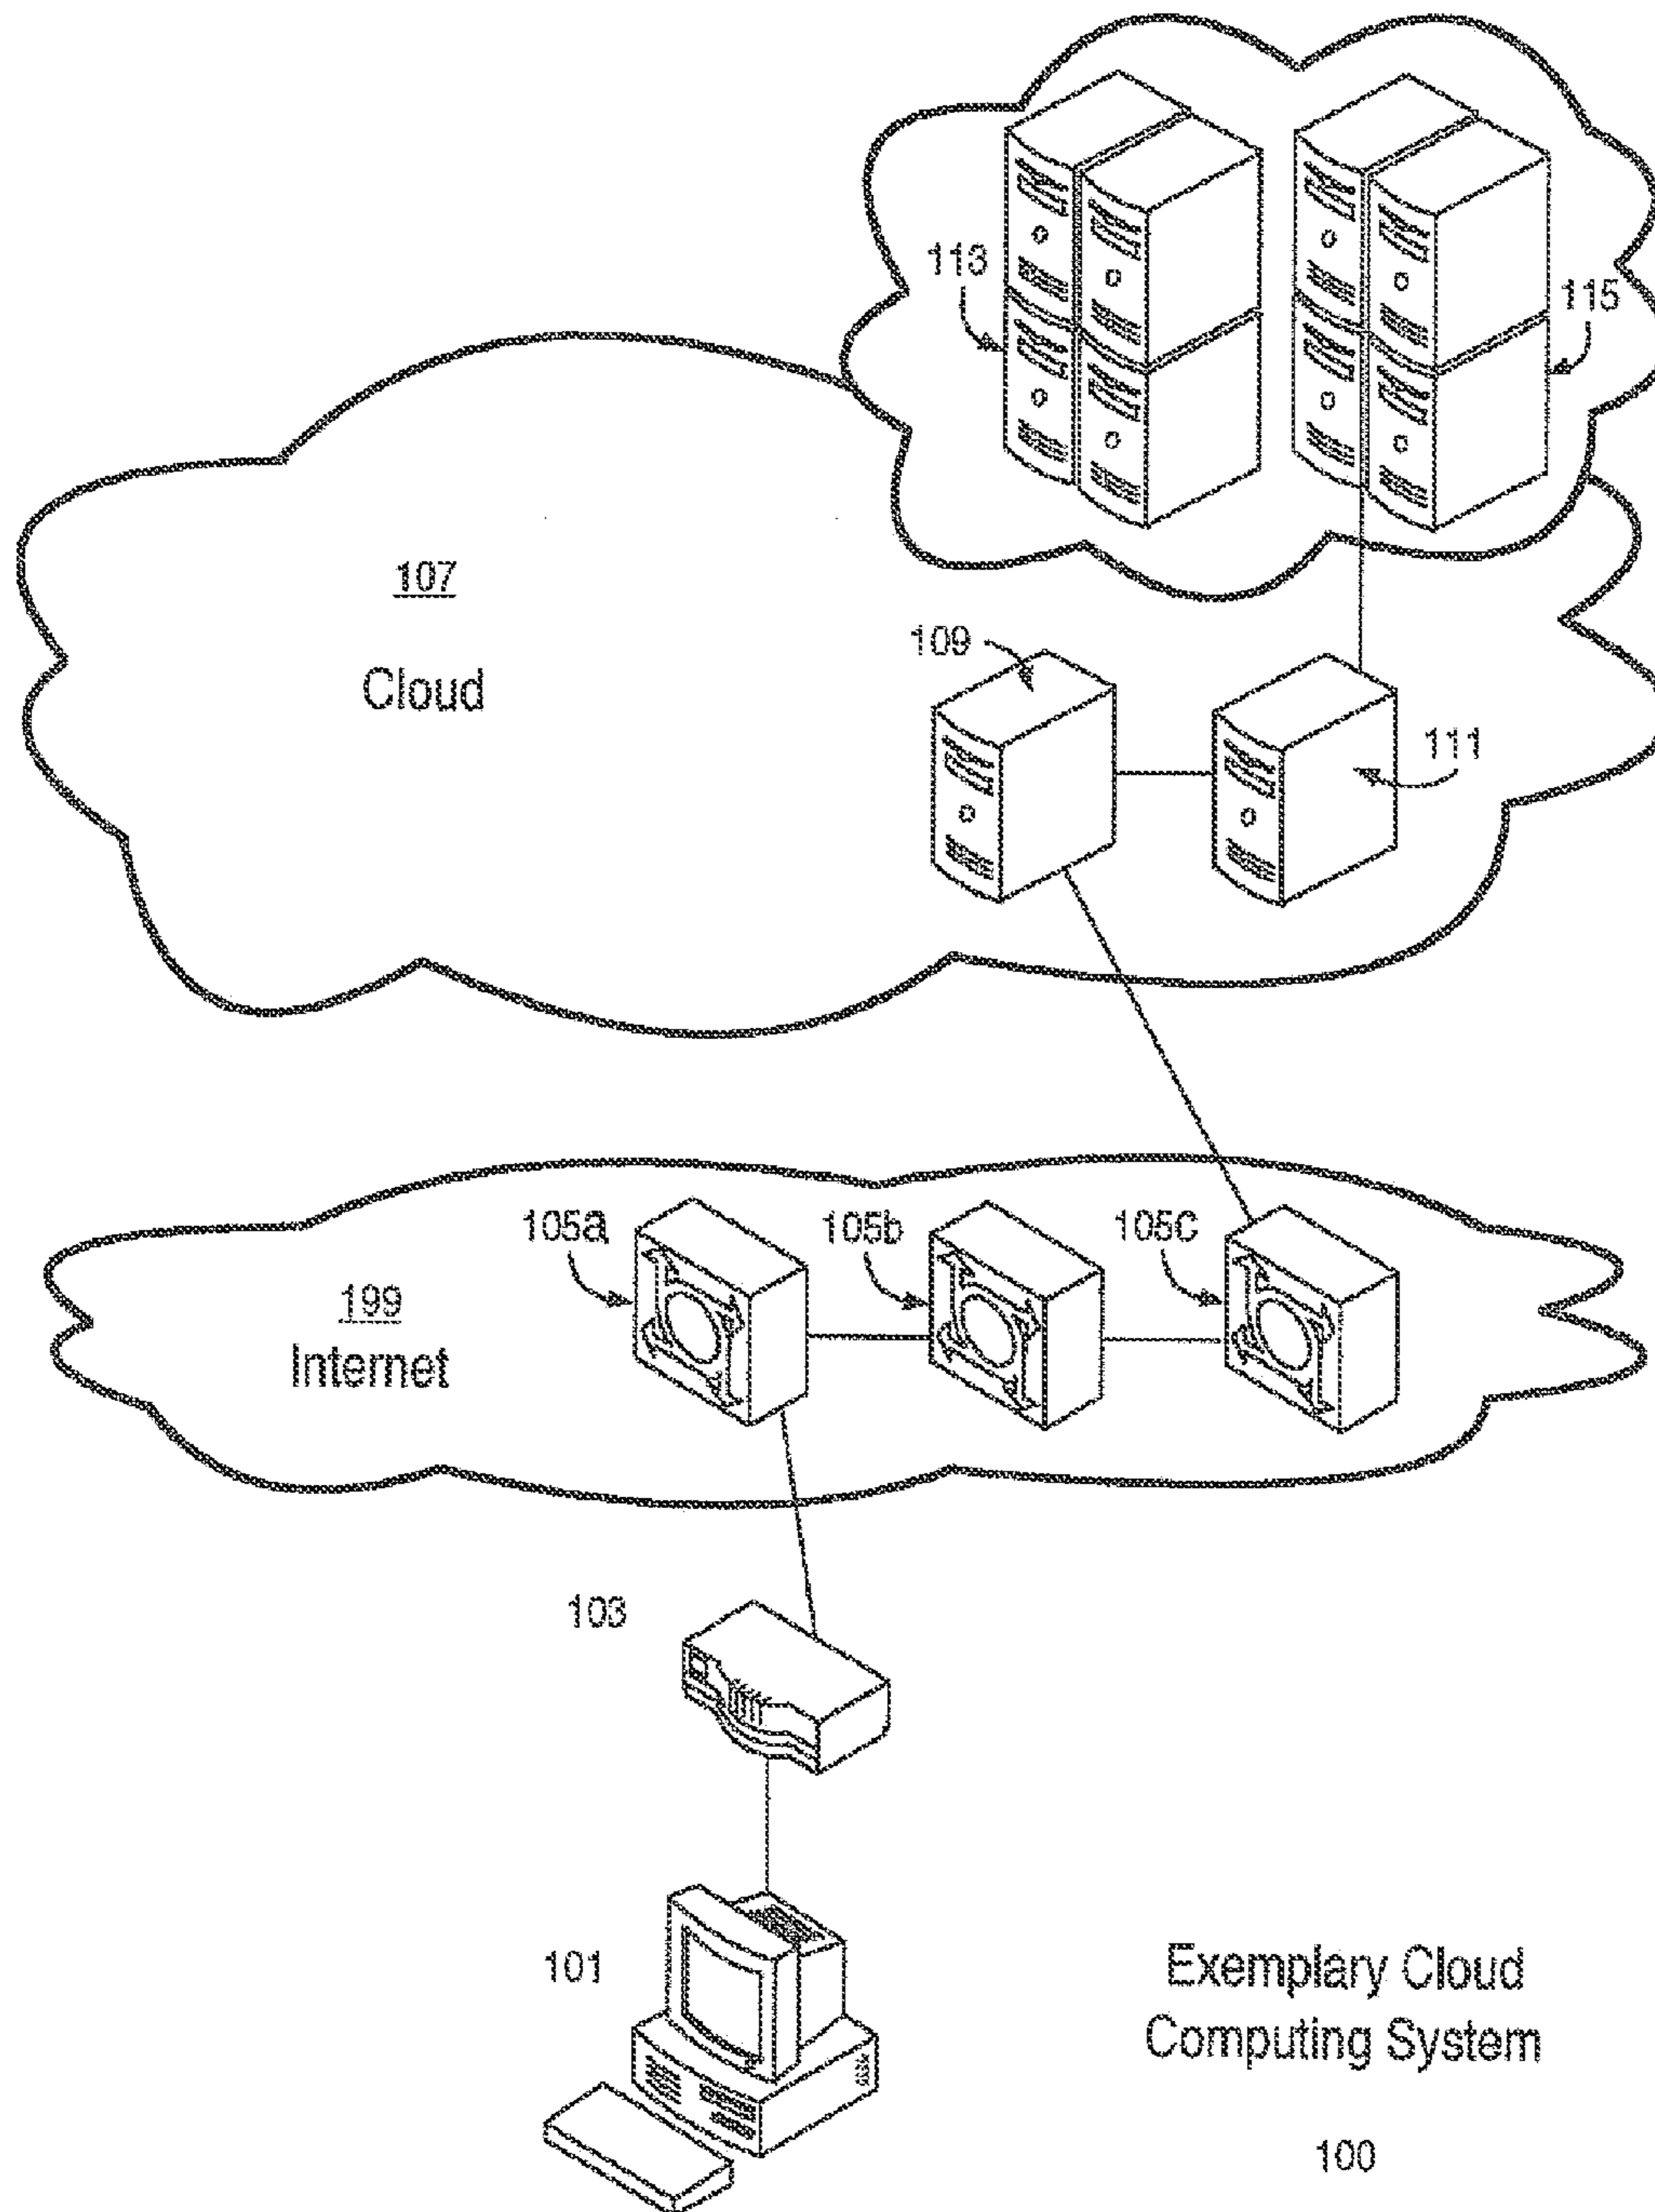 113
115
107
Cloud
109
111
105a
105b
105c
199
Internet
103
101
Exemplary Cloud
Computing System
100